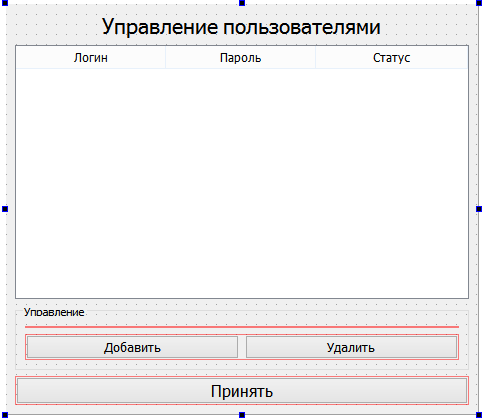 Управление пользователями
Логин Пароль Статус
Управление
Добавить Удалить
Принять